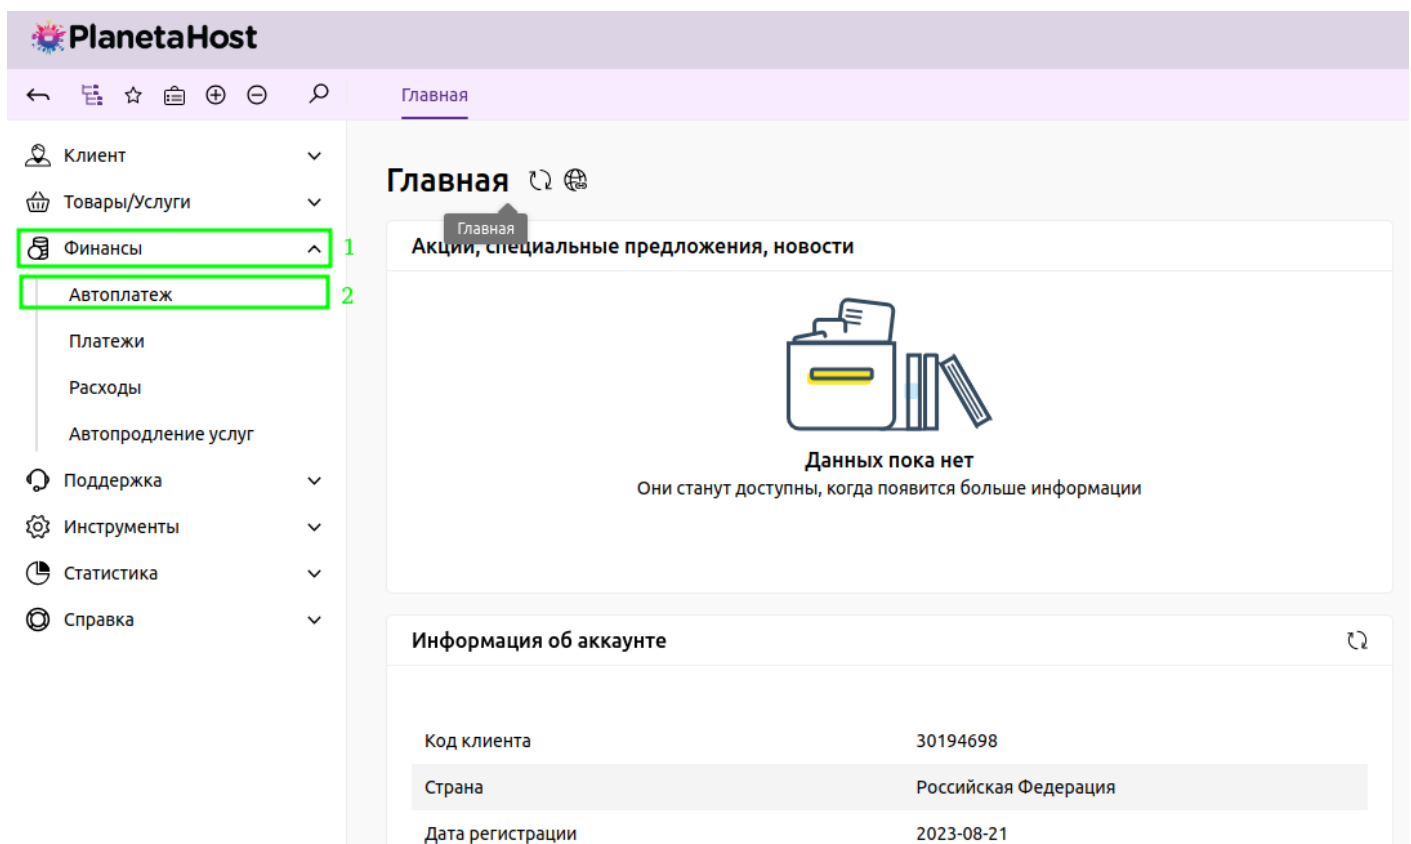 PlanetaHost
Главная
Клиент
Товары/Услуги
Финансы 1
Автоплатеж 2
Платежи
Расходы
Автопродление услуг
Поддержка
Инструменты
Статистика
Справка
Главная
Главная
Акции, специальные предложения, новости
Данных пока нет
Они станут доступны, когда появится больше информации
Информация об аккаунте
Код клиента 30194698
Страна Российская Федерация
Дата регистрации 2023-08-21